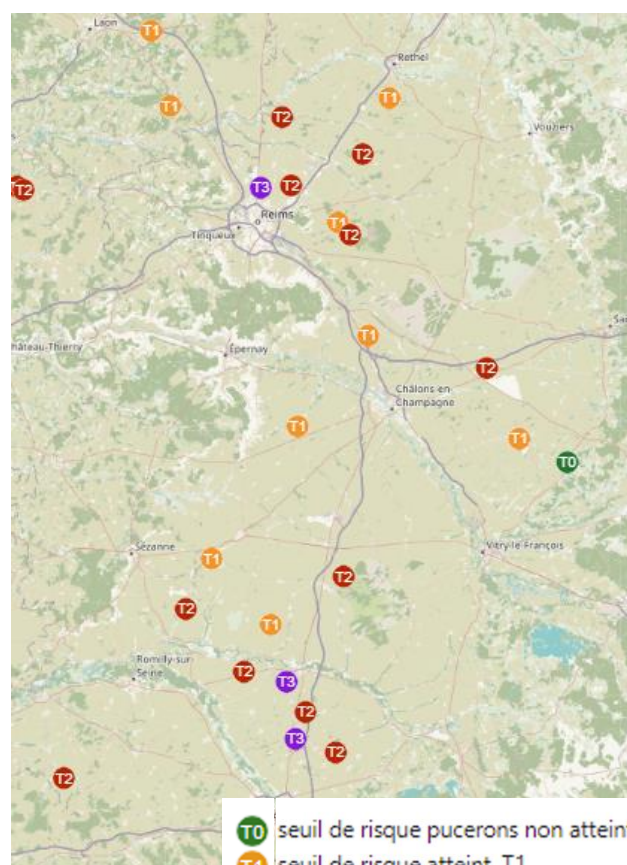 Laon
T1
Rethel
T1
T1
T2
Vouziers
T2
T2
T3
T2
Reims
T1
Tinqueux
T2
T1
Épernay
T2
Châlons-en-
Champagne
T1
T1
T0
Vitry-le-François
Sézanne
T1
T2
T2
T1
Romilly-sur-
Seine
T2
T3
T2
T3
T2
T2
T0 seuil de risque pucerons non attein
T1 seuil de risque atteint T1